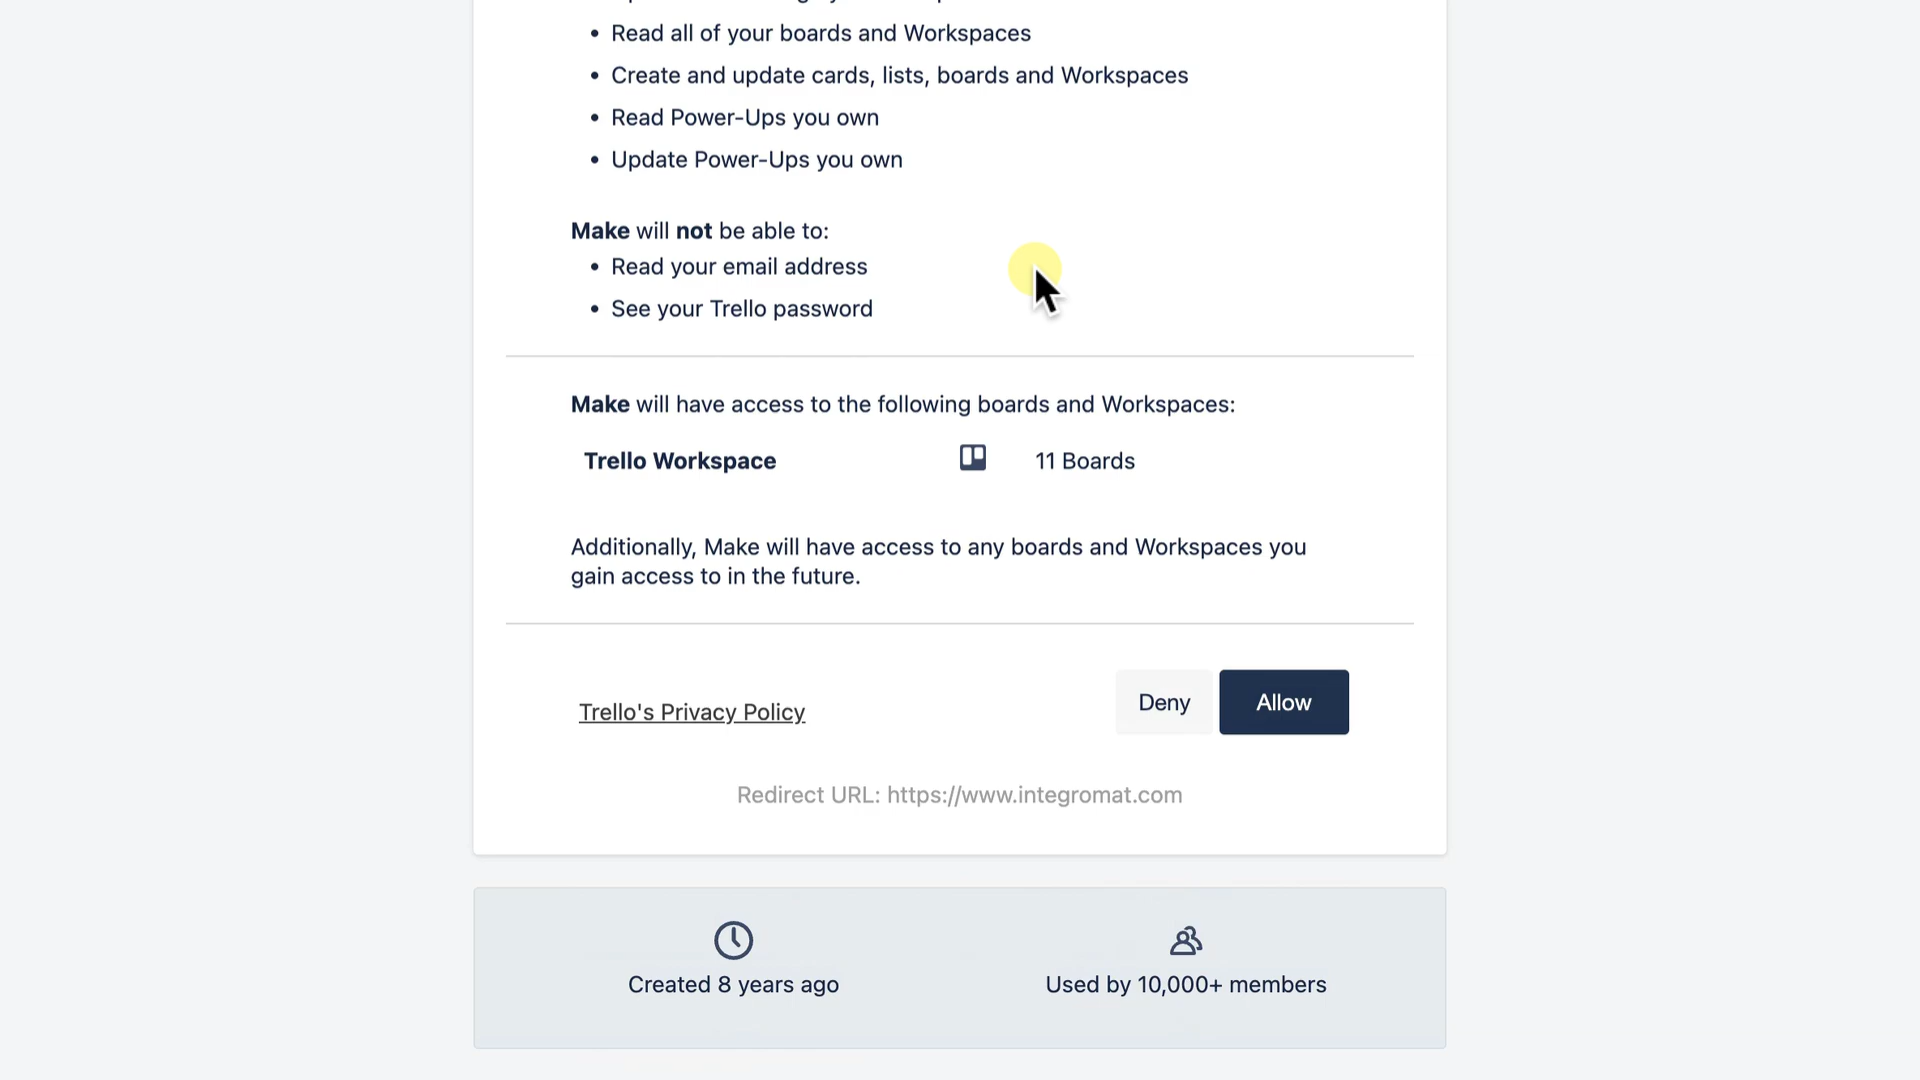 • Read all of your boards and Workspaces
• Create and update cards, lists, boards and Workspaces
• Read Power-Ups you own
• Update Power-Ups you own
Make will not be able to:
• Read your email address
• See your Trello password
Make will have access to the following boards and Workspaces:
Trello Workspace 11 Boards
Additionally, Make will have access to any boards and Workspaces you
gain access to in the future.
Trello's Privacy Policy Deny Allow
Redirect URL: https://www.integromat.com
Created 8 years ago Used by 10,000+ members